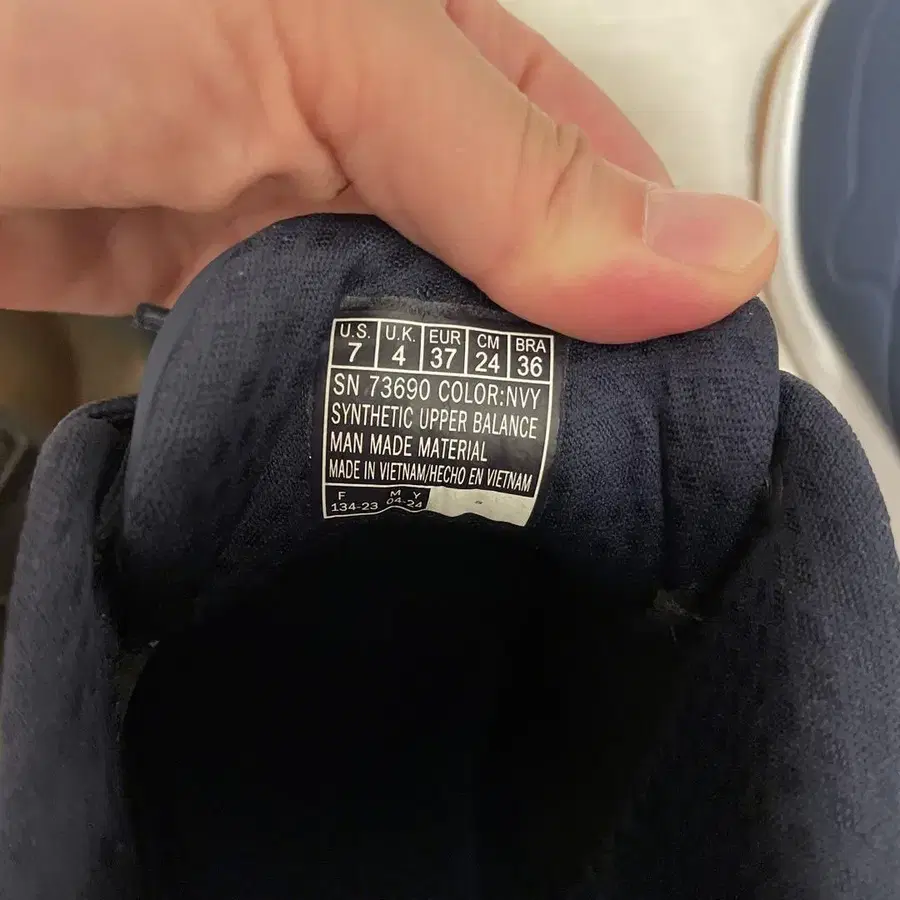 U.S. U.K. EUR CM BRA
7 4 37 24 36
SN 73690 COLOR:NVY
SYNTHETIC UPPER BALANCE
MAN MADE MATERIAL
MADE IN VIETNAM/HECHO EN VIETNAM
F M Y
134-23 04-24